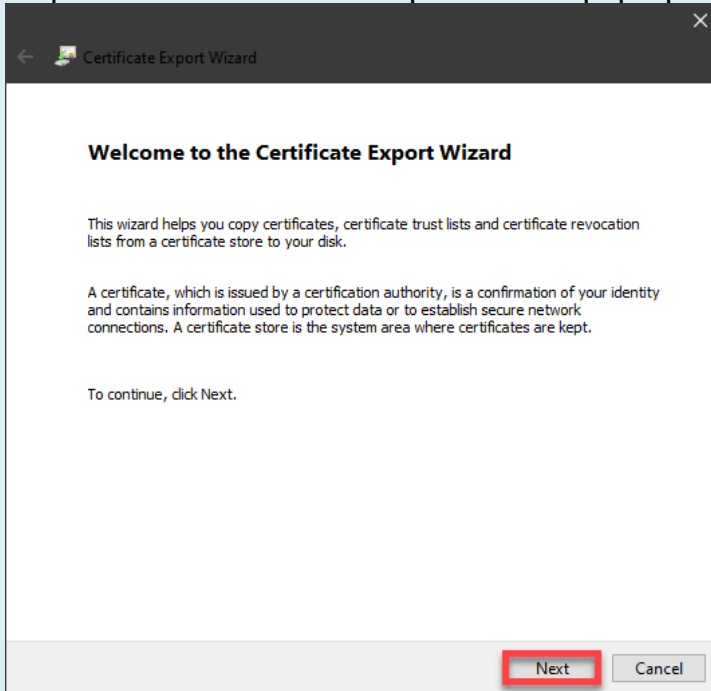 Certificate Export Wizard
Welcome to the Certificate Export Wizard
This wizard helps you copy certificates, certificate trust lists and certificate revocation
lists from a certificate store to your disk.
A certificate, which is issued by a certification authority, is a confirmation of your identity
and contains information used to protect data or to establish secure network
connections. A certificate store is the system area where certificates are kept.
To continue, click Next.
Next Cancel